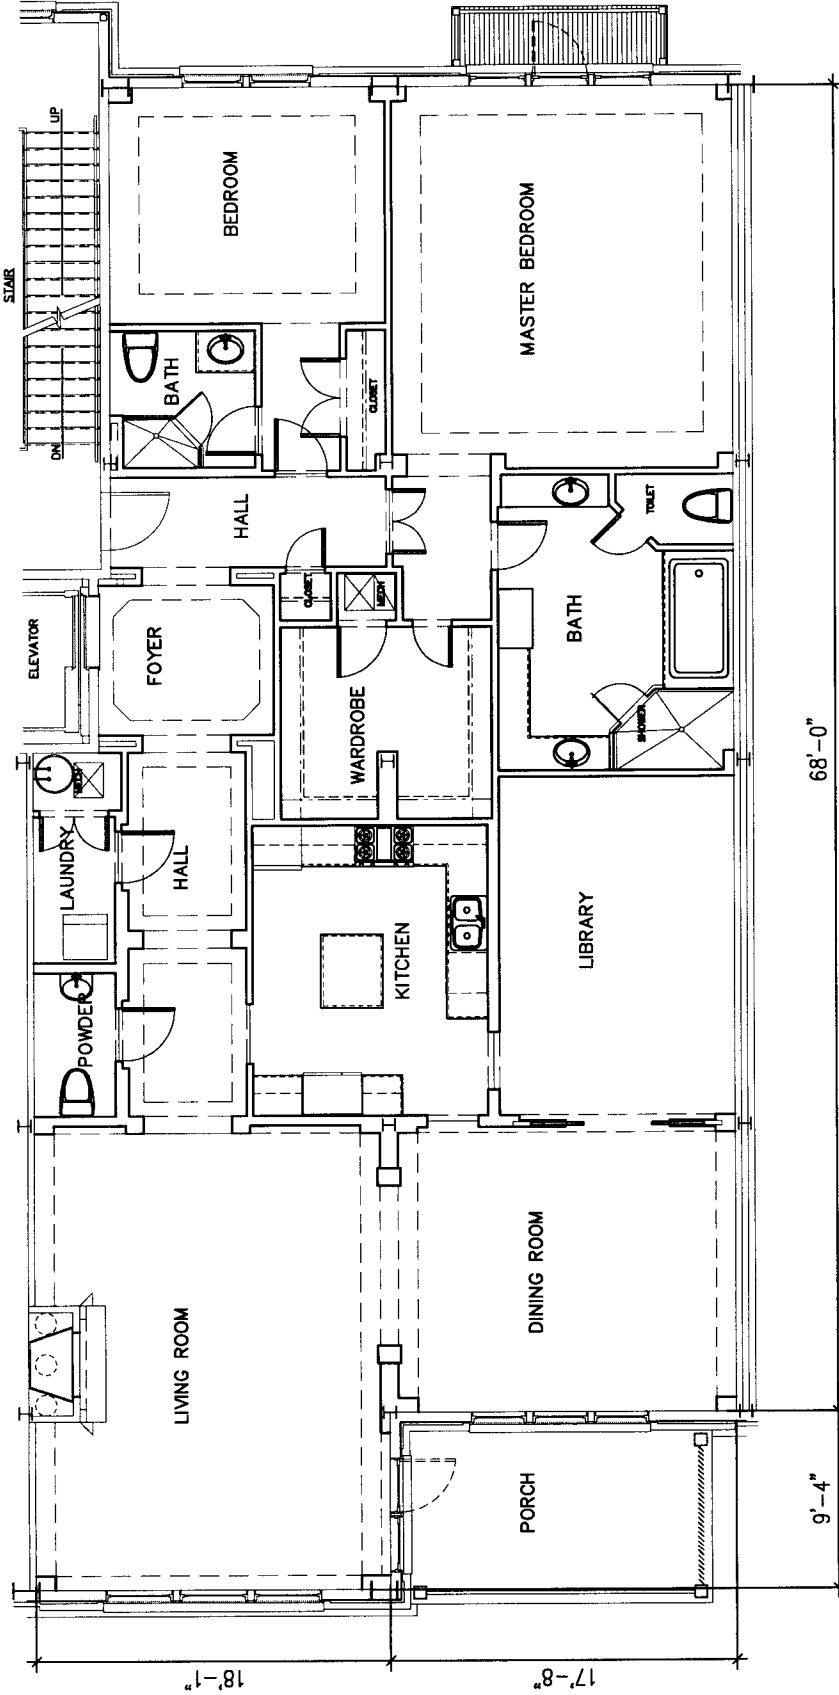 STAIR
UP
DN
BEDROOM
MASTER BEDROOM
BATH
CLOSET
HALL
TOILET
ELEVATOR
FOYER
CLOSET
MECH
BATH
WARDROBE
SHOWER
MECH
LAUNDRY
HALL
KITCHEN
LIBRARY
POWDER
LIVING ROOM
DINING ROOM
PORCH
68'-0"
9'-4"
18'-1"
17'-8"